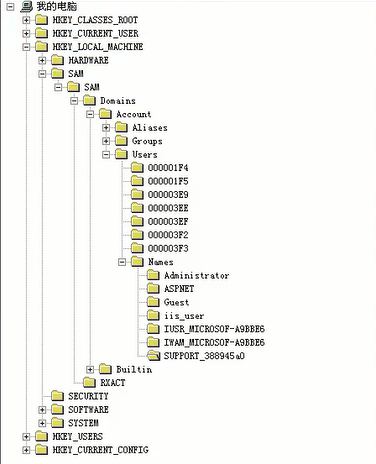 我的电脑
HKEY_CLASSES_ROOT
HKEY_CURRENT_USER
HKEY_LOCAL_MACHINE
HARDWARE
SAM
SAM
Domains
Account
Aliases
Groups
Users
000001F4
000001F5
000003E9
000003EE
000003EF
000003F2
000003F3
Names
Administrator
ASPNET
Guest
iis_user
IUSR_MICROSOF-A9BBE6
IWAM_MICROSOF-A9BBE6
SUPPORT_388945a0
Builtin
RXACT
SECURITY
SOFTWARE
SYSTEM
HKEY_USERS
HKEY_CURRENT_CONFIG